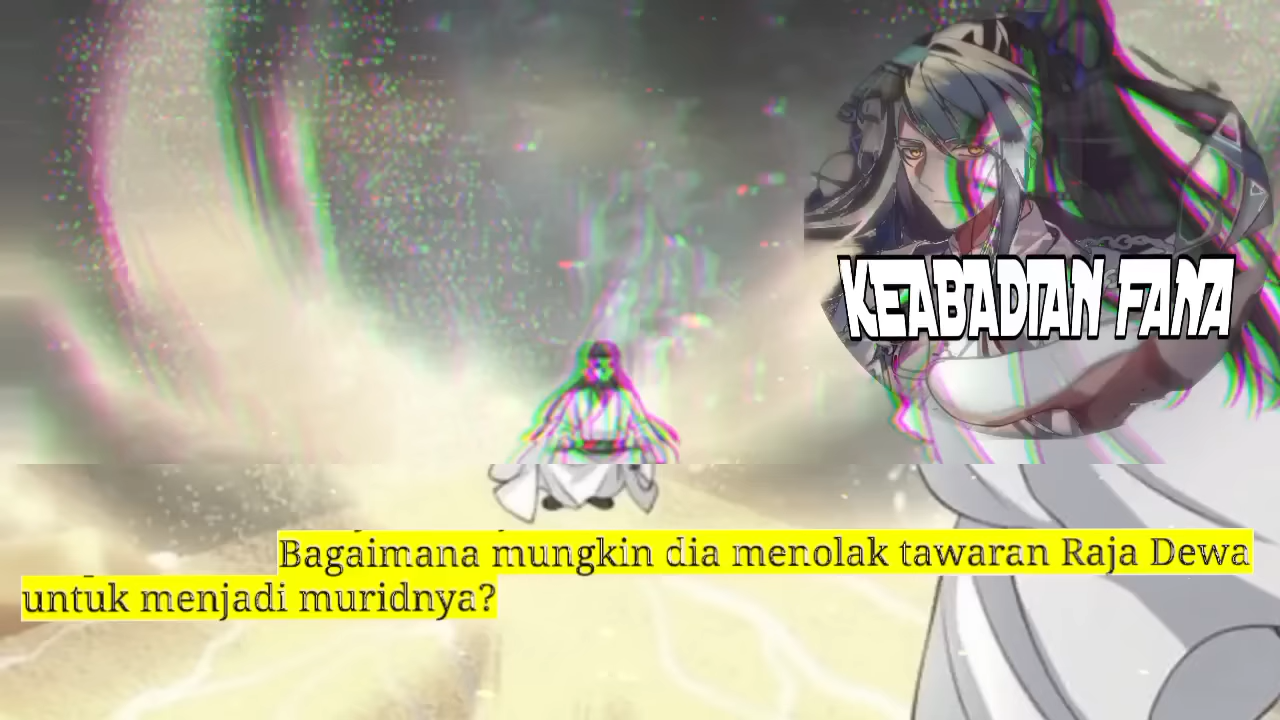 KEABADIAN FANA
Bagaimana mungkin dia menolak tawaran Raja Dewa
untuk menjadi muridnya?